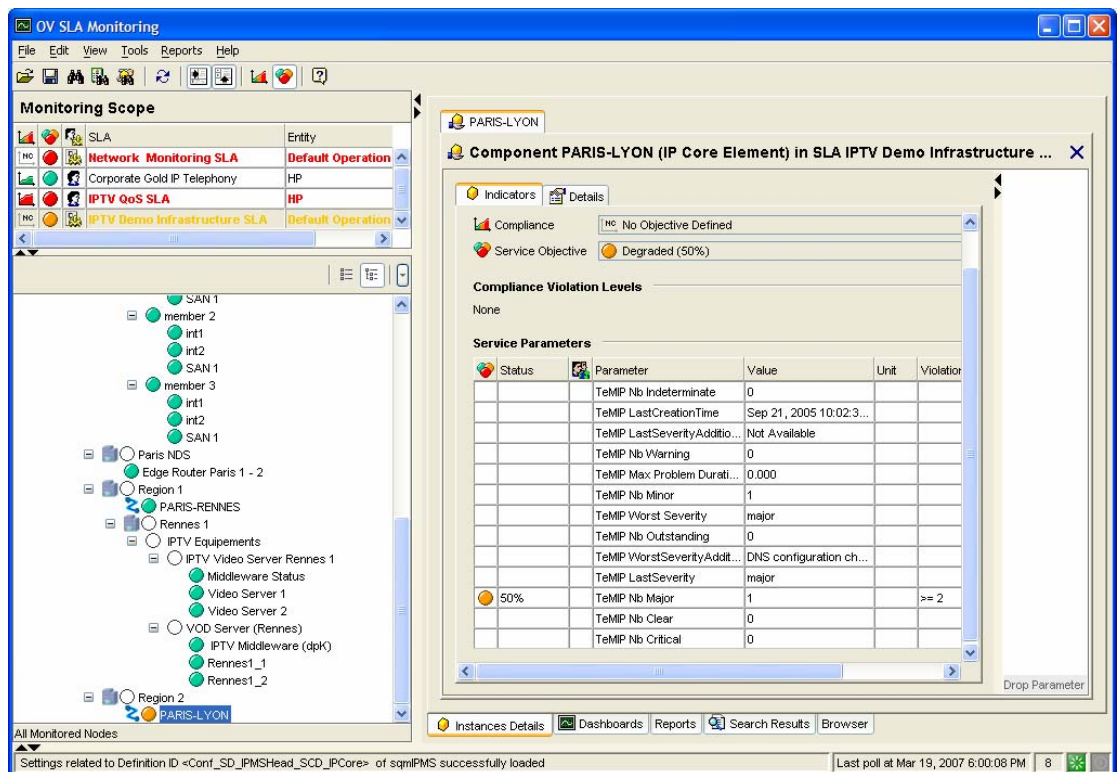 OV SLA Monitoring
File Edit View Tools Reports Help
Monitoring Scope
SLA Entity
NC Network Monitoring SLA Default Operation
Corporate Gold IP Telephony HP
IPTV QoS SLA HP
NC IPTV Demo Infrastructure SLA Default Operation
SAN 1
member 2
int1
int2
SAN 1
member 3
int1
int2
SAN 1
Paris NDS
Edge Router Paris 1 - 2
Region 1
PARIS-RENNES
Rennes 1
IPTV Equipements
IPTV Video Server Rennes 1
Middleware Status
Video Server 1
Video Server 2
VOD Server (Rennes)
IPTV Middleware (dpK)
Rennes1_1
Rennes1_2
Region 2
PARIS-LYON
All Monitored Nodes
PARIS-LYON
Component PARIS-LYON (IP Core Element) in SLA IPTV Demo Infrastructure ...
Indicators Details
Compliance NC No Objective Defined
Service Objective Degraded (50%)
Compliance Violation Levels
None
Service Parameters
Status Parameter Value Unit Violation
TeMIP Nb Indeterminate 0
TeMIP LastCreationTime Sep 21, 2005 10:02:3...
TeMIP LastSeverityAdditio... Not Available
TeMIP Nb Warning 0
TeMIP Max Problem Durati... 0.000
TeMIP Nb Minor 1
TeMIP Worst Severity major
TeMIP Nb Outstanding 0
TeMIP WorstSeverityAddit... DNS configuration ch...
TeMIP LastSeverity major
50% TeMIP Nb Major 1 >= 2
TeMIP Nb Clear 0
TeMIP Nb Critical 0
Drop Parameter
Instances Details Dashboards Reports Search Results Browser
Settings related to Definition ID <Conf_SD_IPMSHead_SCD_IPCore> of sqmIPMS successfully loaded Last poll at Mar 19, 2007 6:00:08 PM 8